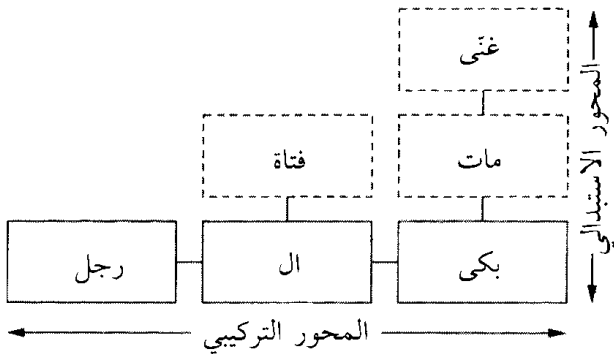 غنّى
فتاة
مات
بكى
ال
رجل
المحور الاستبدالي
المحور التركيبي